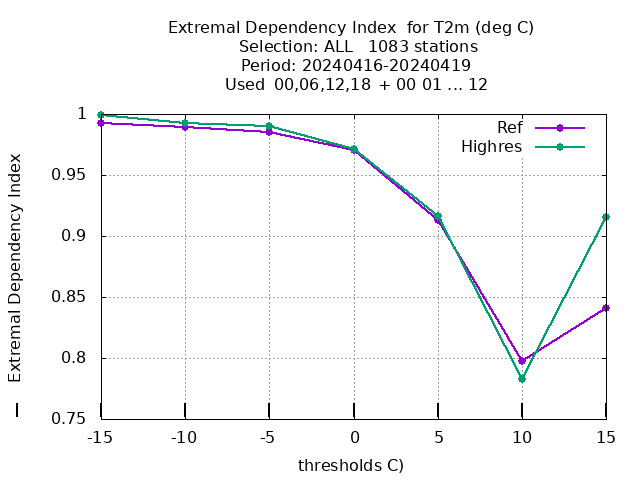 Extremal Dependency Index  for T2m (deg C)
Selection: ALL   1083 stations
Period: 20240416-20240419
Used  00,06,12,18 + 00 01 ... 12
Ref
Highres
1
0.95
0.9
0.85
0.8
0.75
-15 -10 -5 0 5 10 15
thresholds C)
Extremal Dependency Index